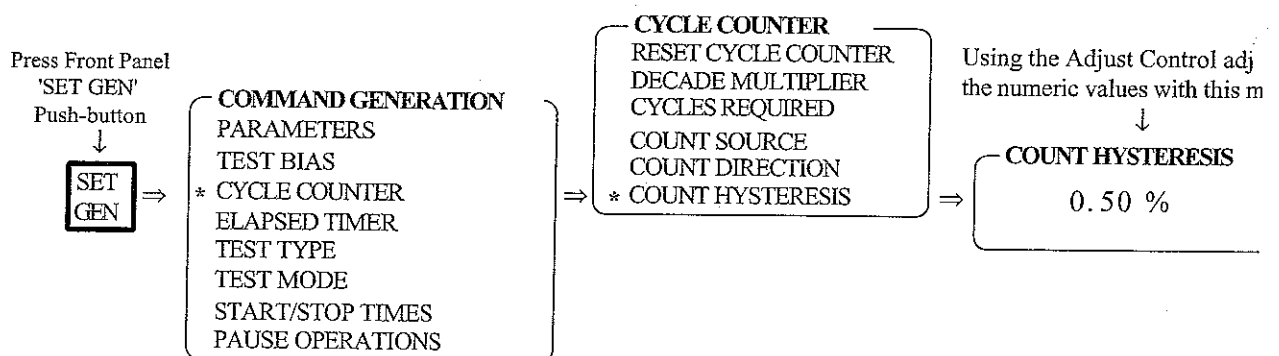 Press Front Panel
'SET GEN'
Push-button
↓
SET
GEN
⇒
COMMAND GENERATION
PARAMETERS
TEST BIAS
* CYCLE COUNTER
ELAPSED TIMER
TEST TYPE
TEST MODE
START/STOP TIMES
PAUSE OPERATIONS
⇒
CYCLE COUNTER
RESET CYCLE COUNTER
DECADE MULTIPLIER
CYCLES REQUIRED
COUNT SOURCE
COUNT DIRECTION
* COUNT HYSTERESIS
⇒
Using the Adjust Control adj
the numeric values with this m
↓
COUNT HYSTERESIS
0.50 %